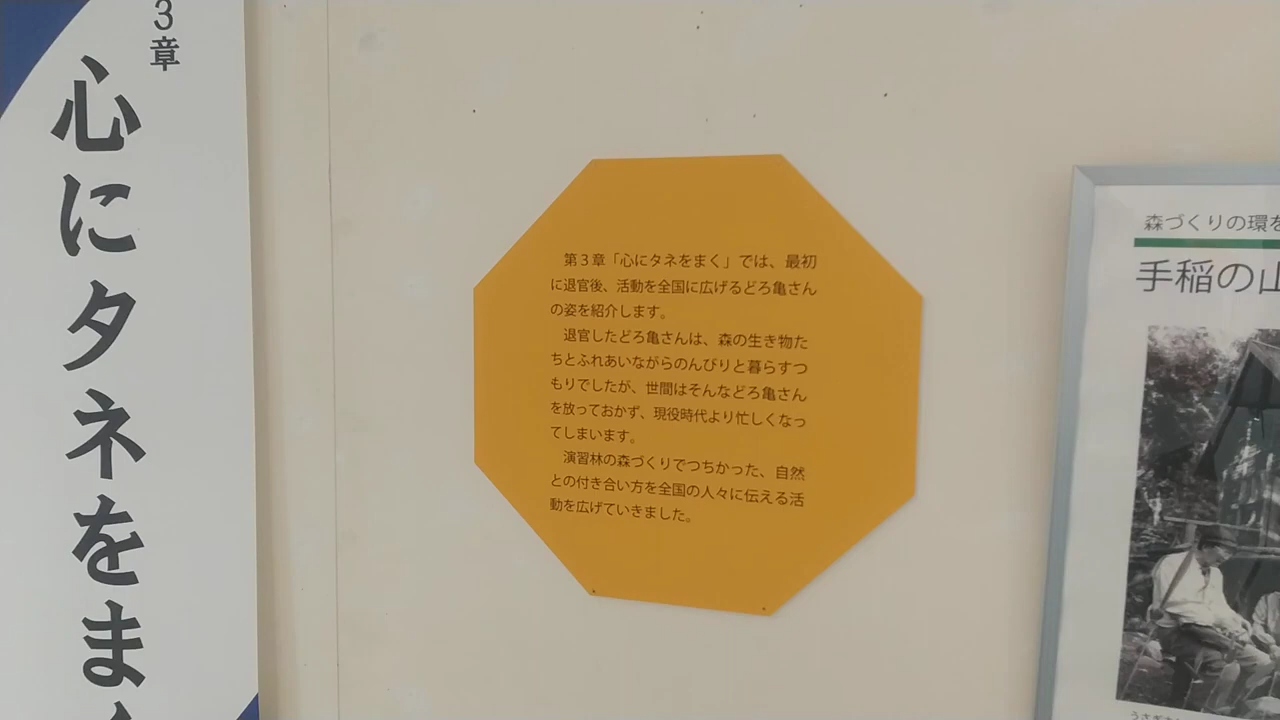 3章
心にタネをま
第3章「心にタネをまく」では、最初
に退官後、活動を全国に広げるどろ亀さん
の姿を紹介します。
退官したどろ亀さんは、森の生き物た
ちとふれあいながらのんびりと暮らすつ
もりでしたが、世間はそんなどろ亀さん
を放っておかず、現役時代より忙しくなっ
てしまいます。
演習林の森づくりでつちかった、自然
との付き合い方を全国の人々に伝える活
動を広げていきました。
森づくりの環を
手稲の山